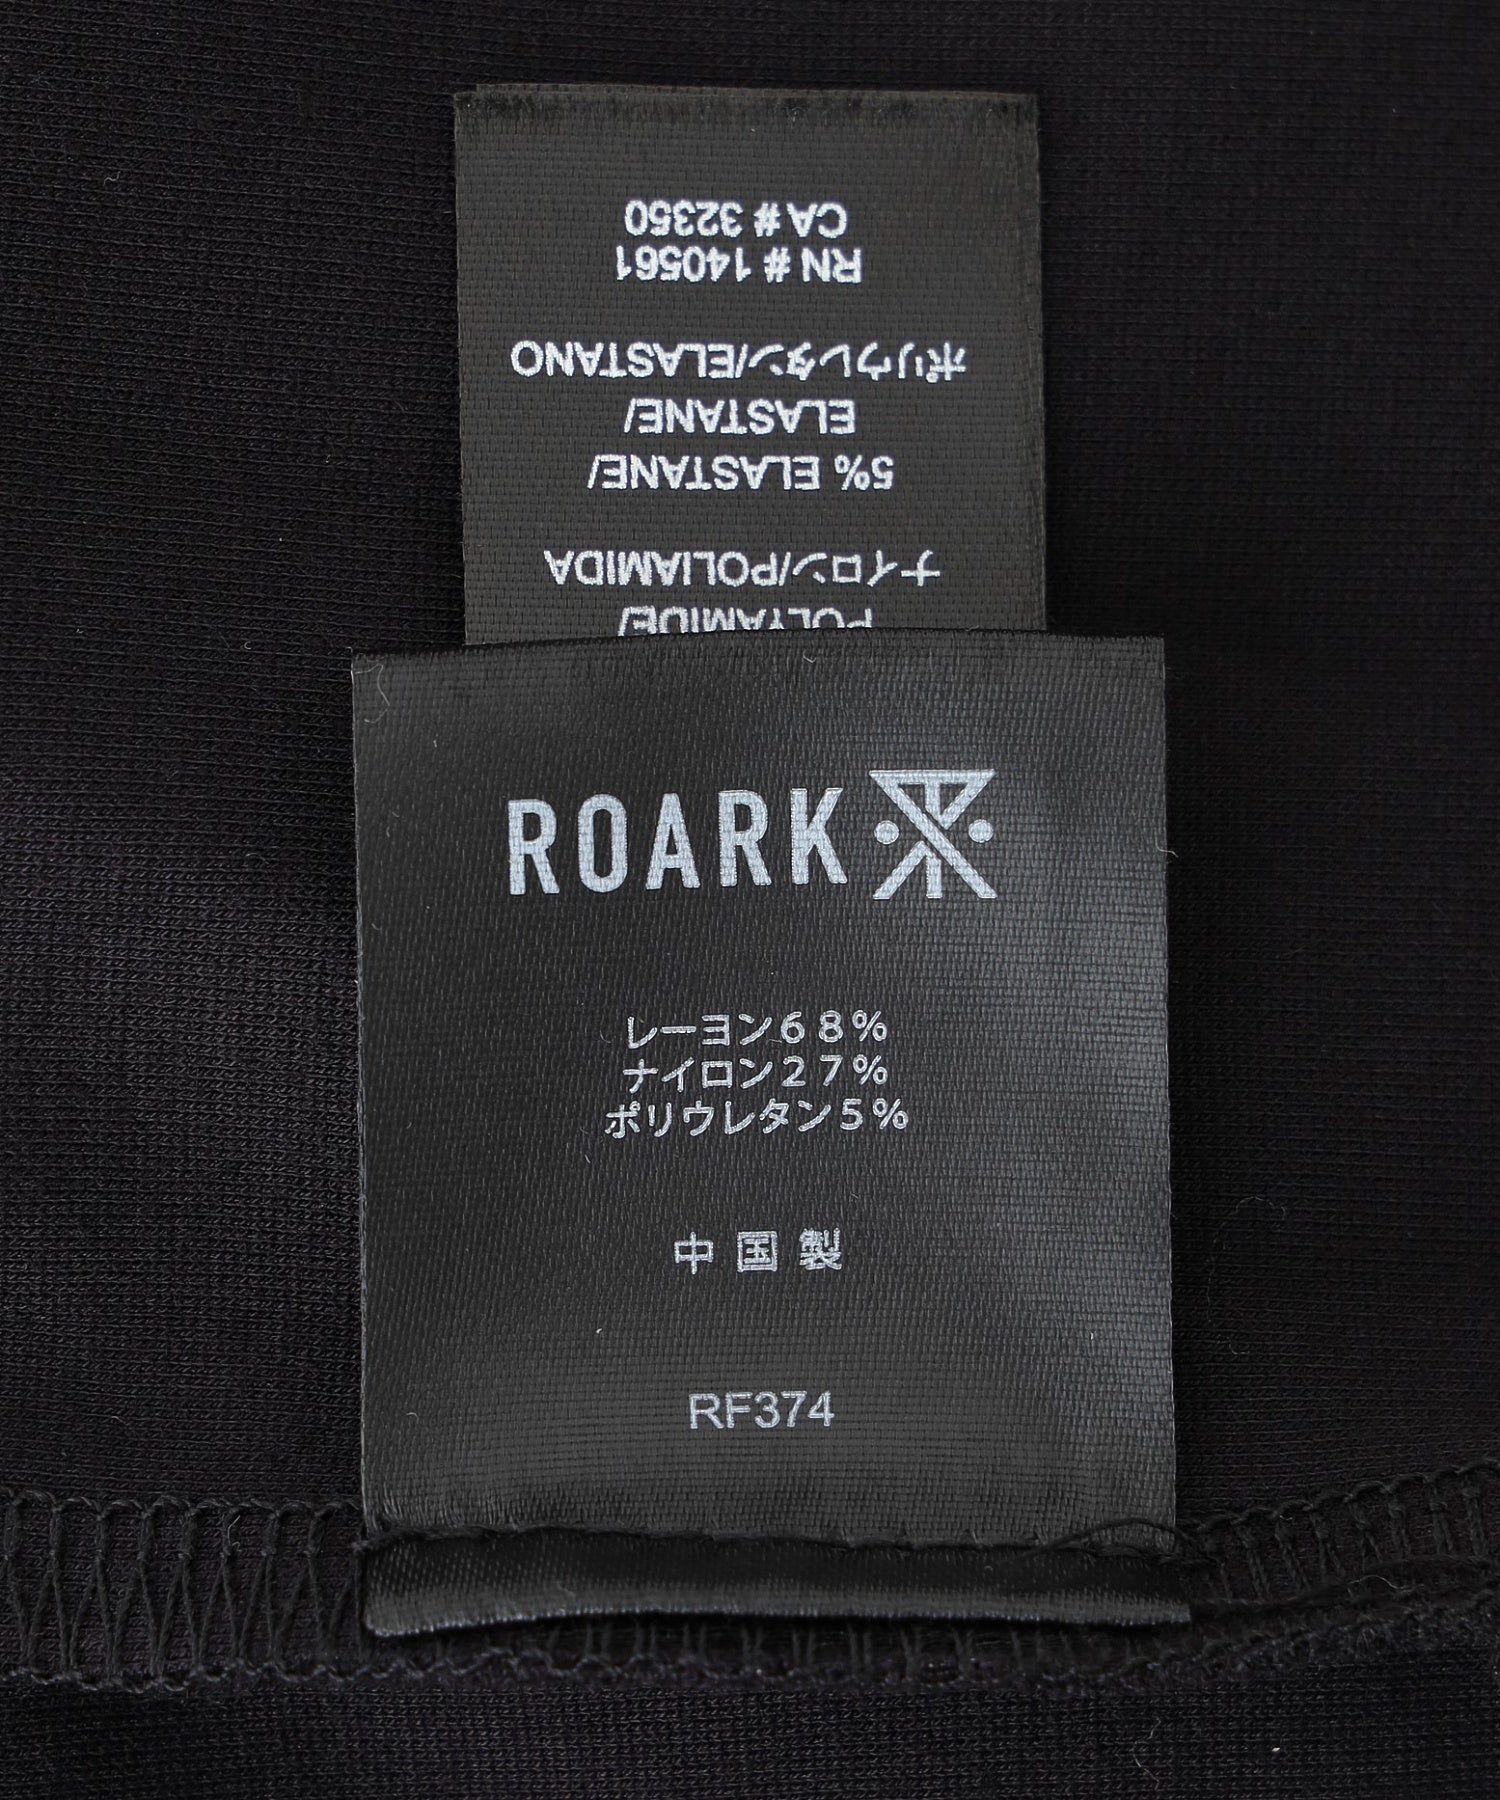 CA# 32350
RN # 140561
ポリウレタン/ELASTANO
ELASTANE/
5% ELASTANE/
ナイロン/POLIAMIDA
POLYAMIDE/
ROARK
レーヨン68%
ナイロン27%
ポリウレタン5%
中国製
RF374